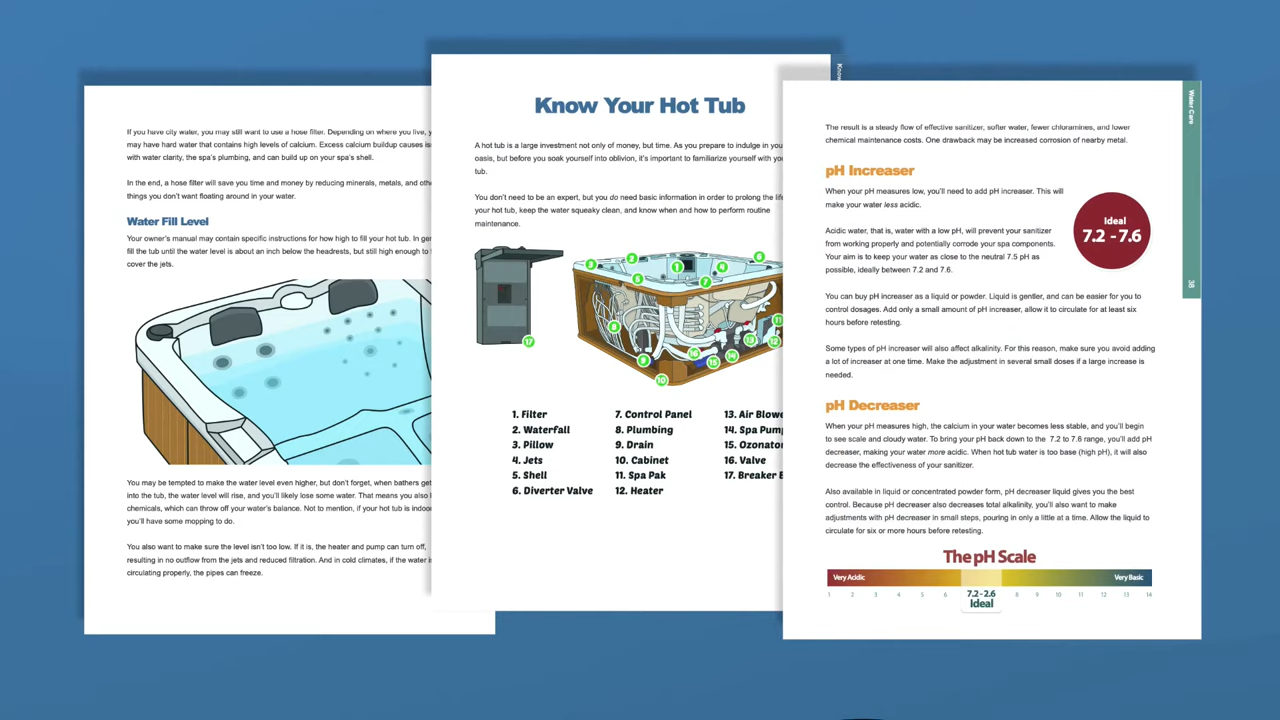 If you have city water, you may still want to use a hose filter. Depending on where you live,
may have hard water that contains high levels of calcium. Excess calcium buildup causes
with water clarity, the spa's plumbing, and can build up on your spa's shell.
In the end, a hose filter will save you time and money by reducing minerals, metals, and
things you don't want floating around in your water.
Water Fill Level
Your owner's manual may contain specific instructions for how high to fill your hot tub. In
fill the tub until the water level is about an inch below the headrests, but still high enough to
cover the jets.
You may be tempted to make the water level even higher, but don't forget, when bathers
into the tub, the water level will rise, and you'll likely lose some water. That means you also
chemicals, which can throw off your water's balance. Not to mention, if your hot tub is
you'll have some mopping to do.
You also want to make sure the level isn't too low. If it is, the heater and pump can turn off,
resulting in no outflow from the jets and reduced filtration. And in cold climates, if the water
circulating properly, the pipes can freeze.
Know Your Hot Tub
A hot tub is a large investment not only of money, but time. As you prepare to indulge in
oasis, but before you soak yourself into oblivion, it's important to familiarize yourself with
tub.
You don't need to be an expert, but you do need basic information in order to prolong the
your hot tub, keep the water squeaky clean, and know when and how to perform routine
maintenance.
1
2
3
4
5
6
7
8
9
10
11
12
13
14
15
16
17
1. Filter
2. Waterfall
3. Pillow
4. Jets
5. Shell
6. Diverter Valve
7. Control Panel
8. Plumbing
9. Drain
10. Cabinet
11. Spa Pak
12. Heater
13. Air
14. Spa
15.
16. Valve
17. Breaker
Water Care
38
The result is a steady flow of effective sanitizer, softer water, fewer chloramines, and lower
chemical maintenance costs. One drawback may be increased corrosion of nearby metal.
pH Increaser
When your pH measures low, you'll need to add pH increaser. This will
make your water less acidic.
Acidic water, that is, water with a low pH, will prevent your sanitizer
from working properly and potentially corrode your spa components.
Your aim is to keep your water as close to the neutral 7.5 pH as
possible, ideally between 7.2 and 7.6.
Ideal
7.2 - 7.6
You can buy pH increaser as a liquid or powder. Liquid is gentler, and can be easier for you to
control dosages. Add only a small amount of pH increaser, allow it to circulate for at least six
hours before retesting.
Some types of pH increaser will also affect alkalinity. For this reason, make sure you avoid adding
a lot of increaser at one time. Make the adjustment in several small doses if a large increase is
needed.
pH Decreaser
When your pH measures high, the calcium in your water becomes less stable, and you'll begin
to see scale and cloudy water. To bring your pH back down to the 7.2 to 7.6 range, you'll add pH
decreaser, making your water more acidic. When hot tub water is too base (high pH), it will also
decrease the effectiveness of your sanitizer.
Also available in liquid or concentrated powder form, pH decreaser liquid gives you the best
control. Because pH decreaser also decreases total alkalinity, you'll also want to make
adjustments with pH decreaser in small steps, pouring in only a little at a time. Allow the liquid to
circulate for six or more hours before retesting.
The pH Scale
Very Acidic
Very Basic
1 2 3 4 5 6 7.2 - 2.6 8 9 10 11 12 13 14
Ideal